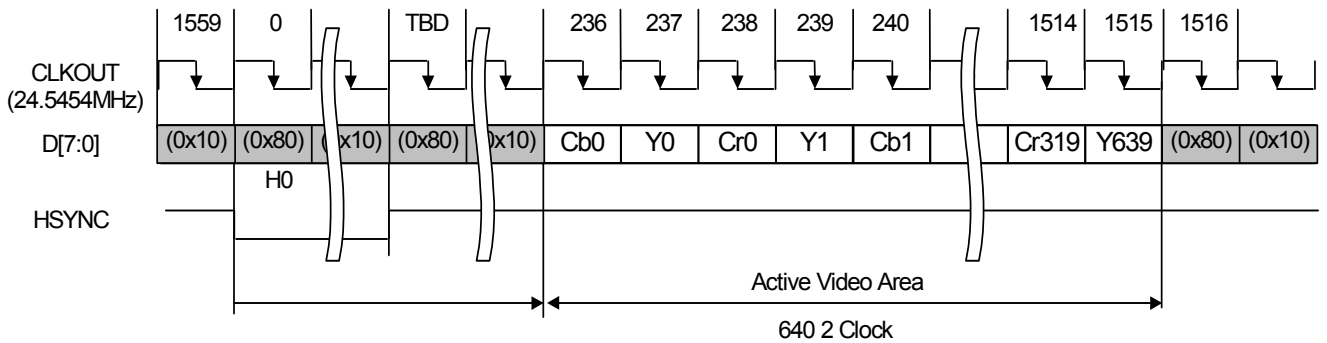 1559 0 TBD 236 237 238 239 240 1514 1515 1516
CLKOUT
(24.5454MHz)
D[7:0] (0x10) (0x80) (0x10) (0x80) (0x10) Cb0 Y0 Cr0 Y1 Cb1 Cr319 Y639 (0x80) (0x10)
H0
HSYNC
Active Video Area
640 2 Clock